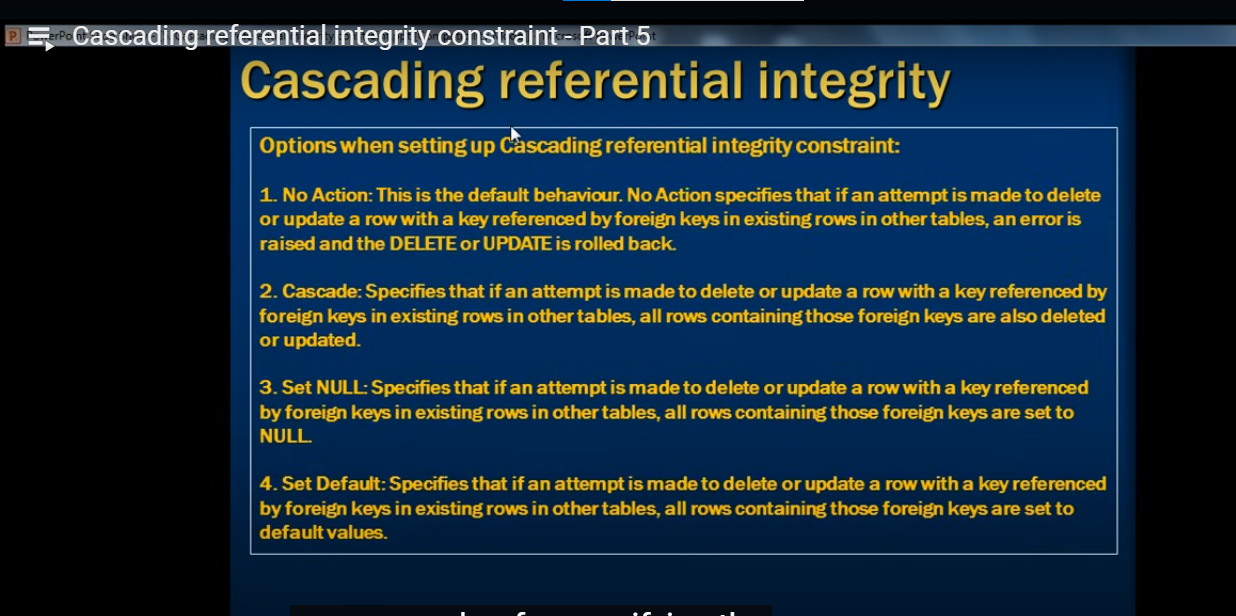 Cascading referential integrity constraint - Part 5
Cascading referential integrity
Options when setting up Cascading referential integrity constraint:
1. No Action: This is the default behaviour. No Action specifies that if an attempt is made to delete
or update a row with a key referenced by foreign keys in existing rows in other tables, an error is
raised and the DELETE or UPDATE is rolled back.
2. Cascade: Specifies that if an attempt is made to delete or update a row with a key referenced by
foreign keys in existing rows in other tables, all rows containing those foreign keys are also deleted
or updated.
3. Set NULL: Specifies that if an attempt is made to delete or update a row with a key referenced
by foreign keys in existing rows in other tables, all rows containing those foreign keys are set to
NULL.
4. Set Default: Specifies that if an attempt is made to delete or update a row with a key referenced
by foreign keys in existing rows in other tables, all rows containing those foreign keys are set to
default values.